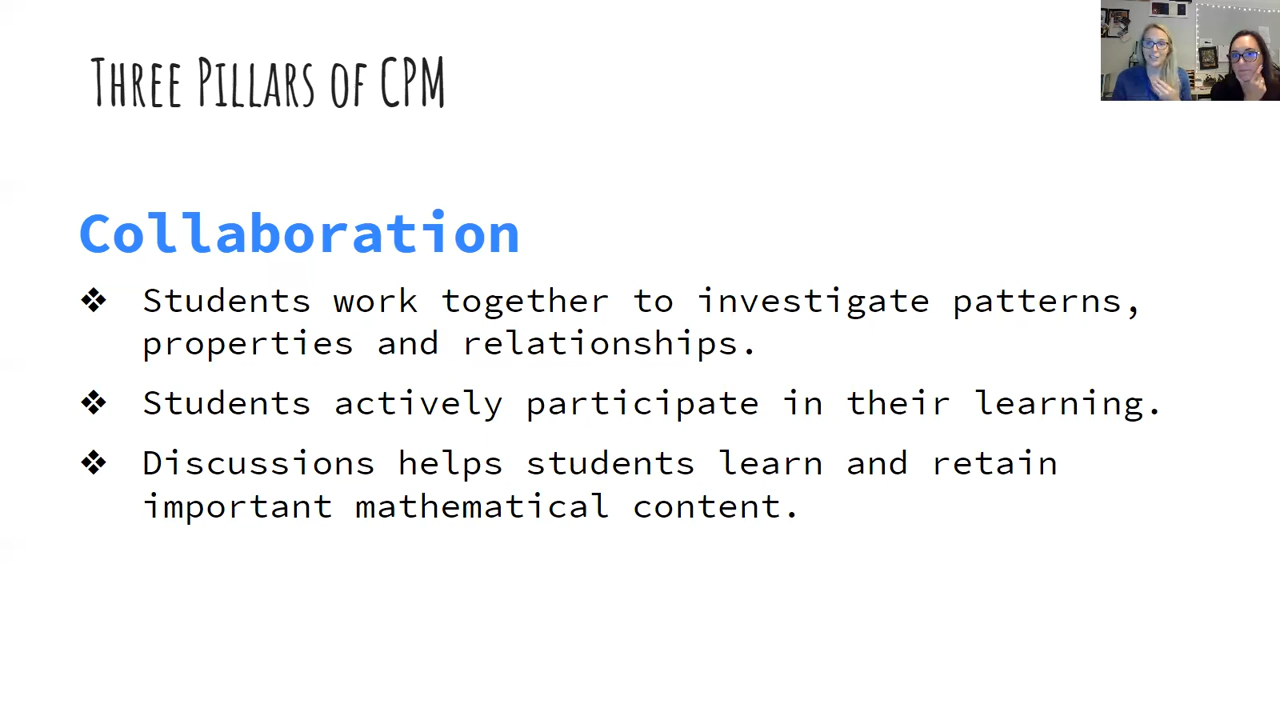 Three Pillars of CPM
Collaboration
❖ Students work together to investigate patterns,
properties and relationships.
❖ Students actively participate in their learning.
❖ Discussions helps students learn and retain
important mathematical content.